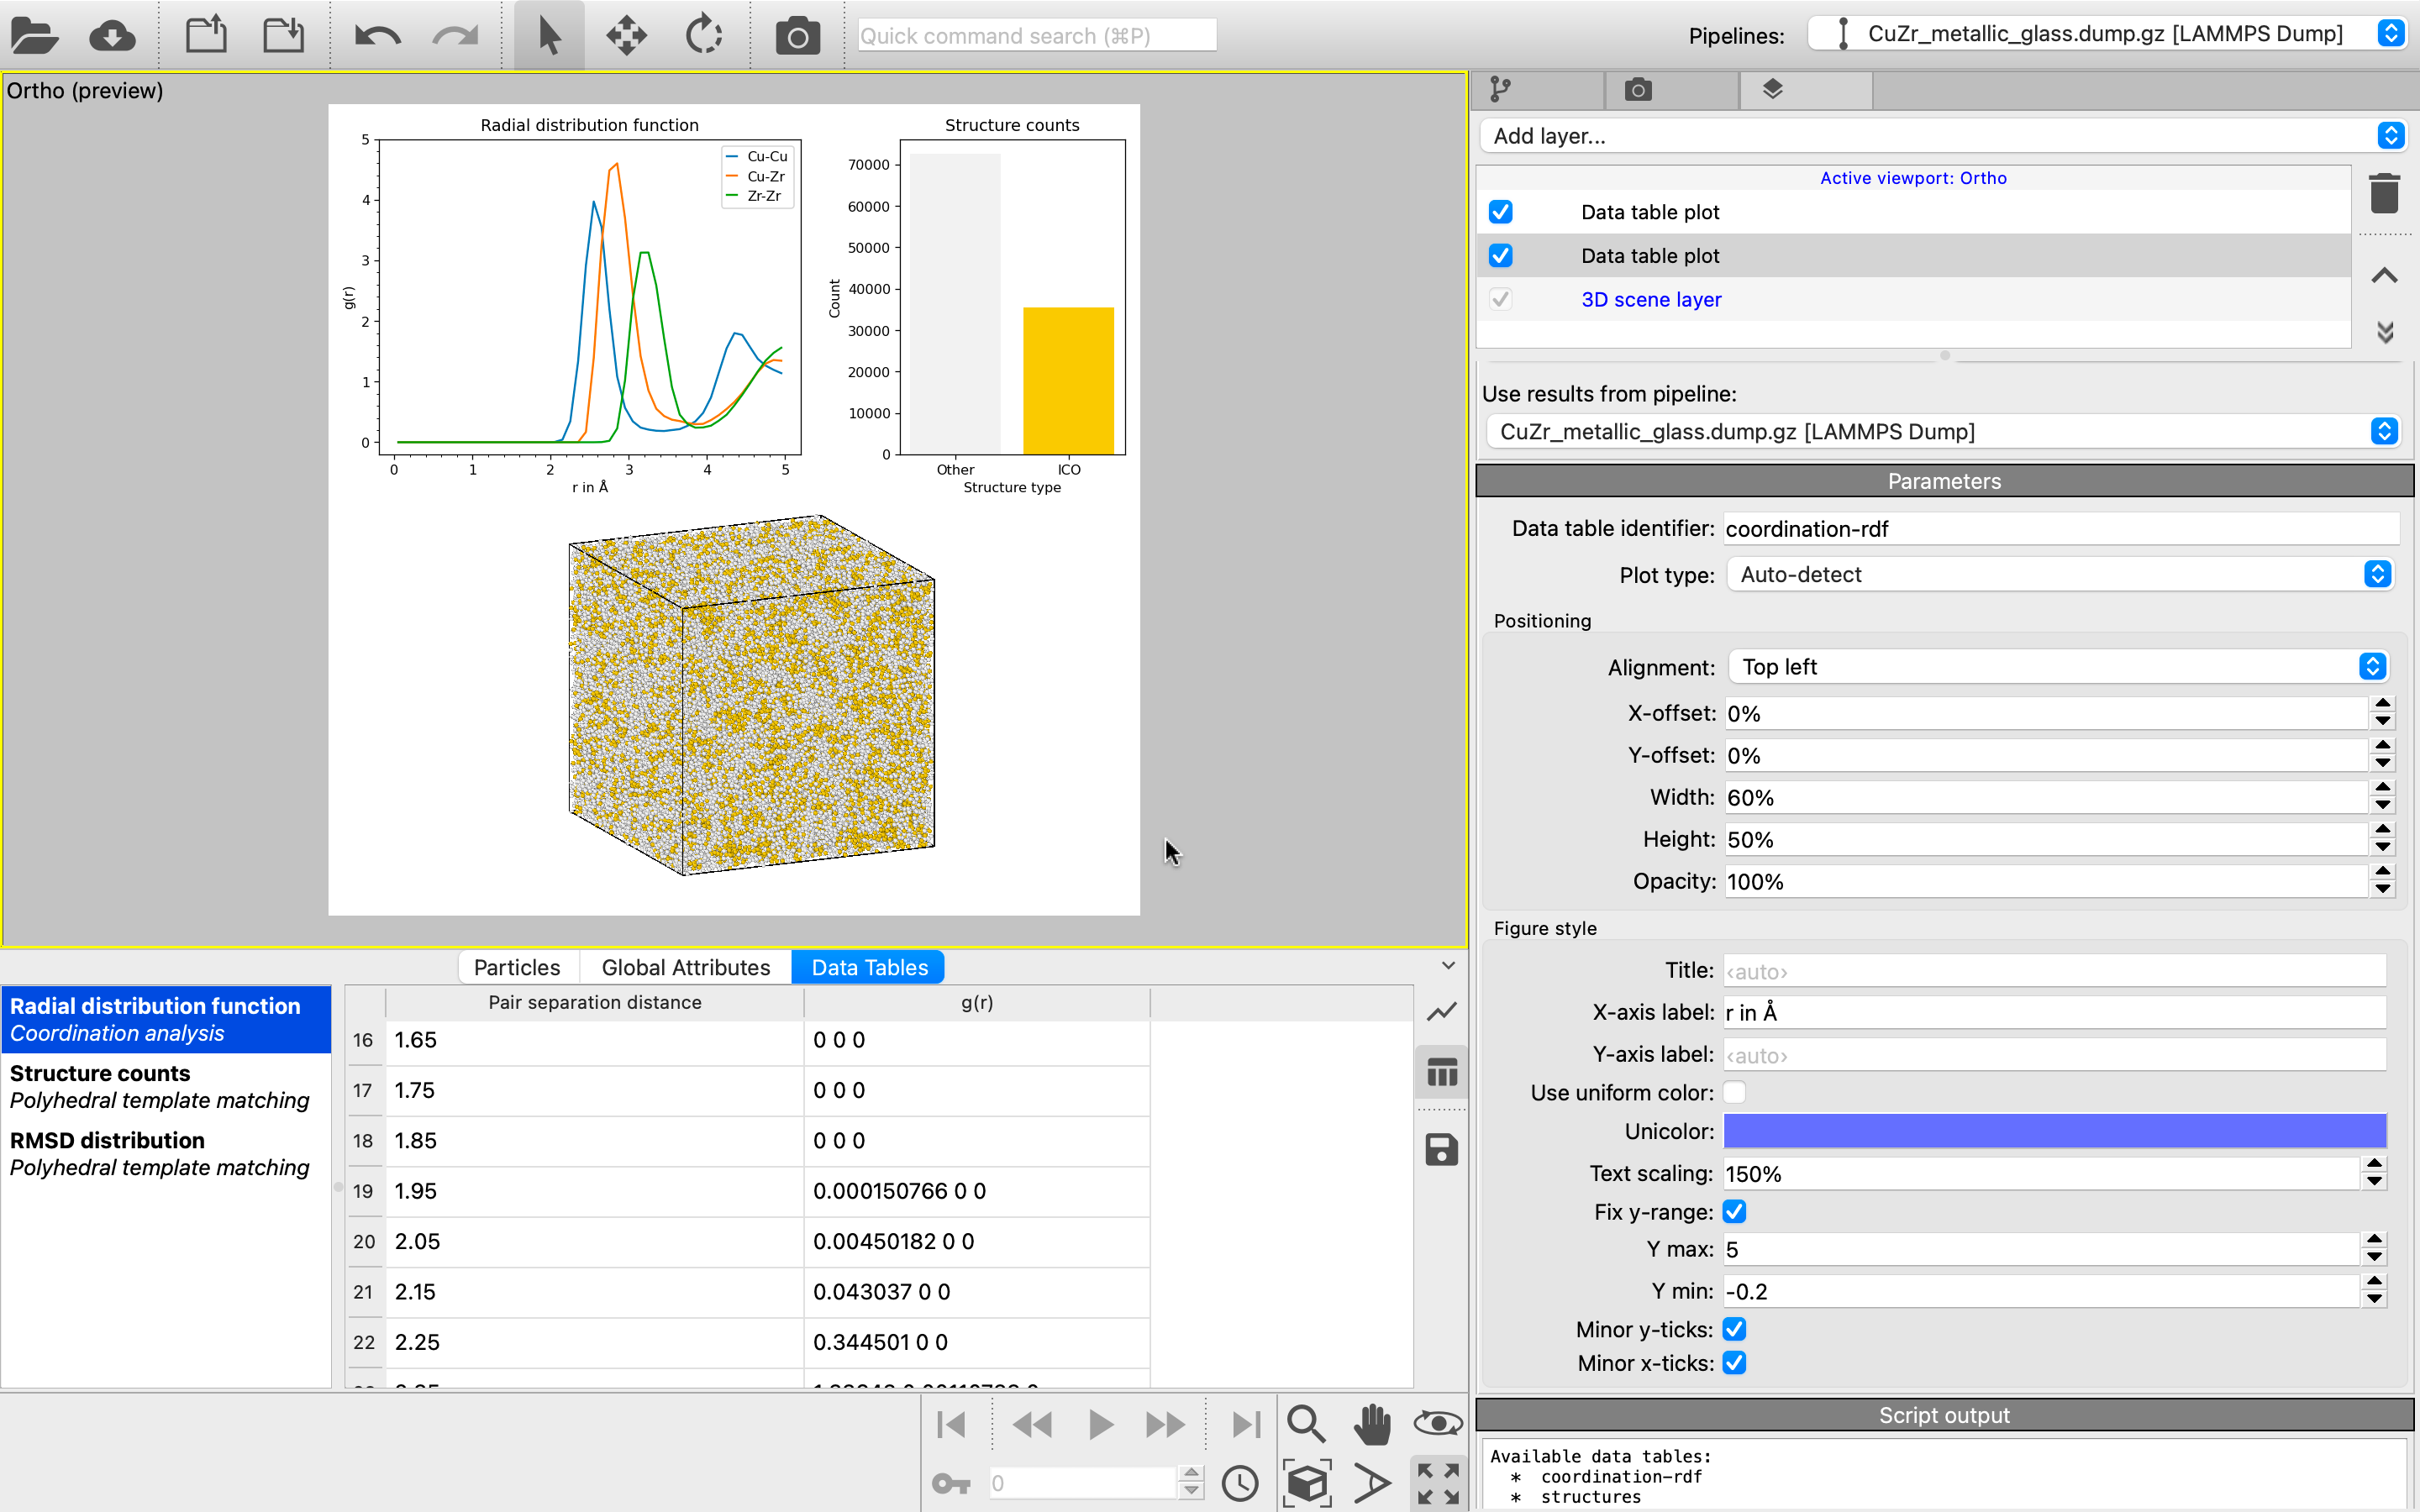 Quick command search (⌘P)
Pipelines:
CuZr_metallic_glass.dump.gz [LAMMPS Dump]
Ortho (preview)
Radial distribution function
5
4
3
2
1
0
g(r)
Cu-Cu
Cu-Zr
Zr-Zr
0 1 2 3 4 5
r in Å
Structure counts
70000
60000
50000
40000
30000
20000
10000
0
Count
Other ICO
Structure type
Particles Global Attributes Data Tables
Radial distribution function
Coordination analysis
Structure counts
Polyhedral template matching
RMSD distribution
Polyhedral template matching
Pair separation distance g(r)
16 1.65 0 0 0
17 1.75 0 0 0
18 1.85 0 0 0
19 1.95 0.000150766 0 0
20 2.05 0.00450182 0 0
21 2.15 0.043037 0 0
22 2.25 0.344501 0 0
0
Add layer...
Active viewport: Ortho
Data table plot
Data table plot
3D scene layer
Use results from pipeline:
CuZr_metallic_glass.dump.gz [LAMMPS Dump]
Parameters
Data table identifier: coordination-rdf
Plot type: Auto-detect
Positioning
Alignment: Top left
X-offset: 0%
Y-offset: 0%
Width: 60%
Height: 50%
Opacity: 100%
Figure style
Title: ‹auto›
X-axis label: r in Å
Y-axis label: ‹auto›
Use uniform color:
Unicolor:
Text scaling: 150%
Fix y-range:
Y max: 5
Y min: -0.2
Minor y-ticks:
Minor x-ticks:
Script output
Available data tables:
* coordination-rdf
* structures